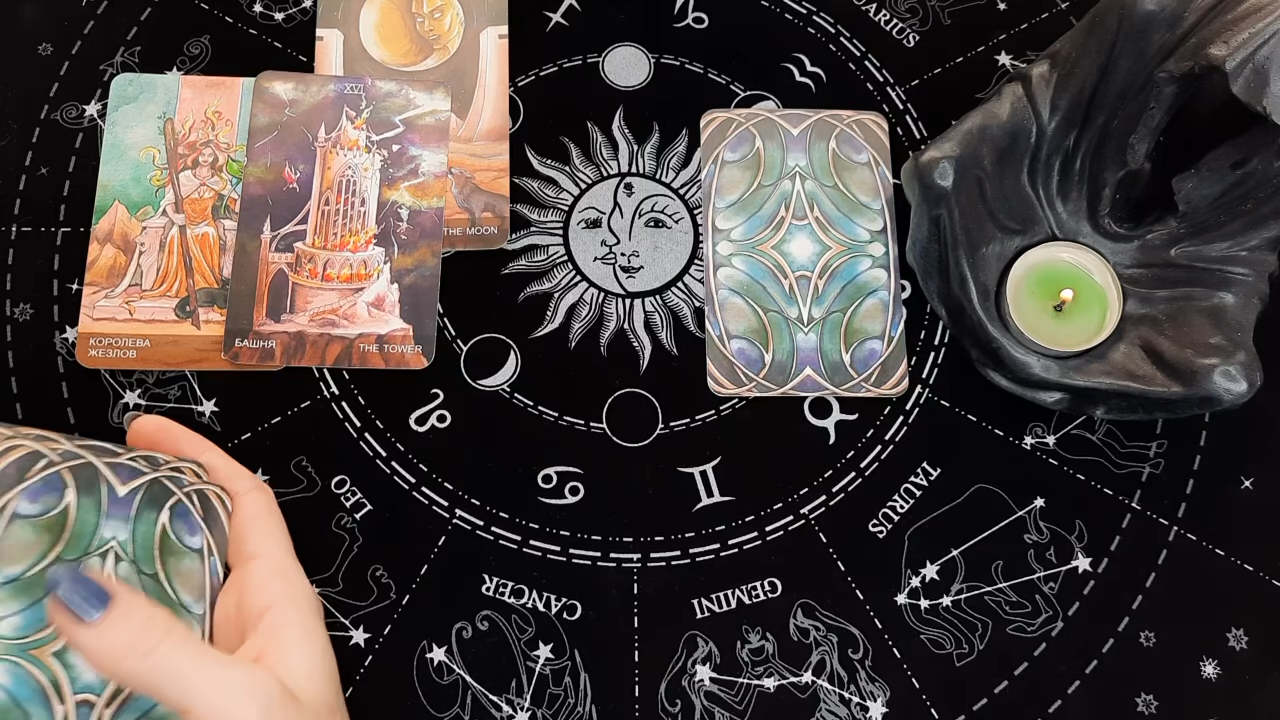 AQUARIUS
XVI
THE MOON
КОРОЛЕВА
ЖЕЗЛОВ
БАШНЯ
THE TOWER
LEO
TAURUS
CANCER
GEMINI